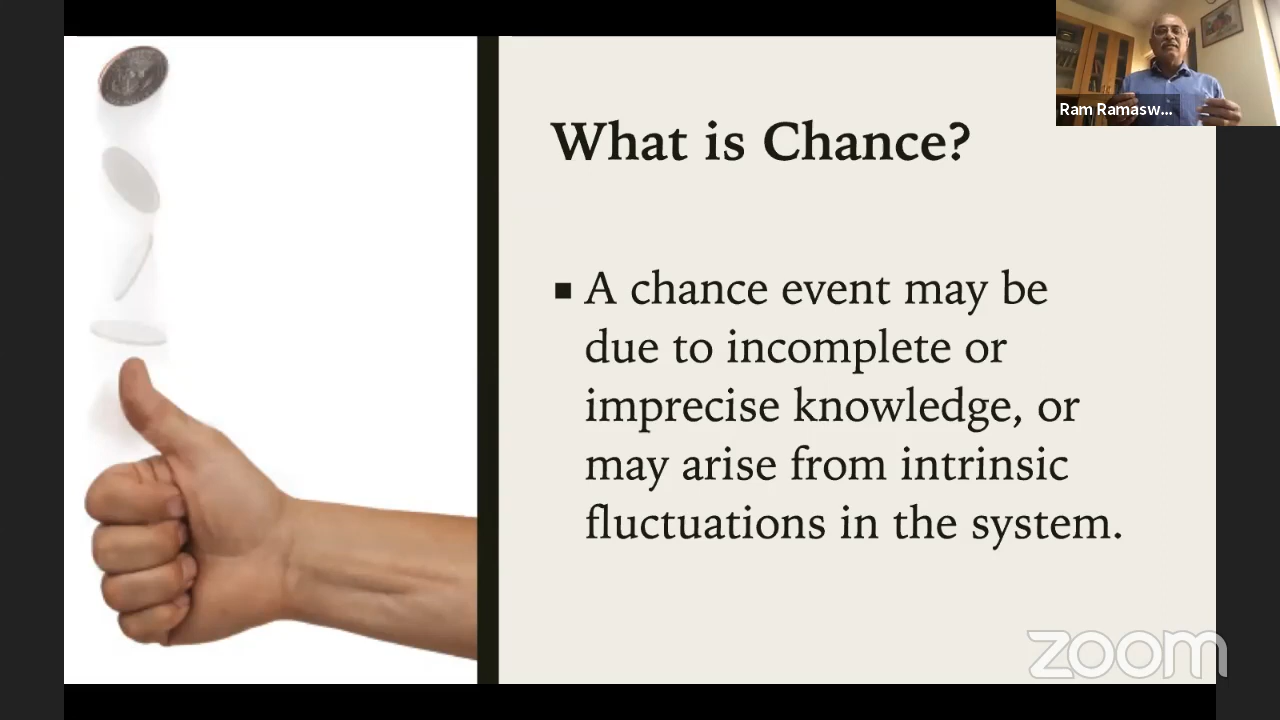 Ram Ramasw...
What is Chance?
▪ A chance event may be
due to incomplete or
imprecise knowledge, or
may arise from intrinsic
fluctuations in the system.
zoom